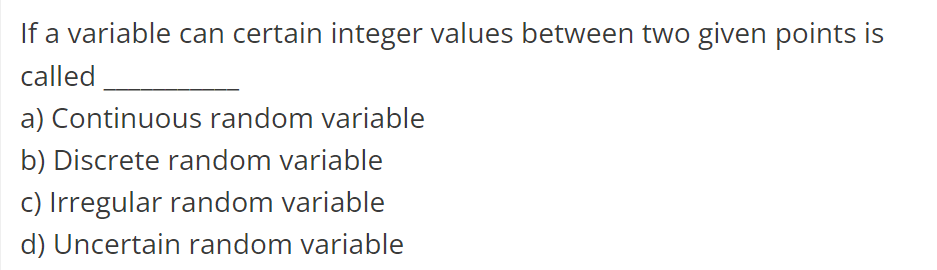 If a variable can certain integer values between two given points is
called ___________
a) Continuous random variable
b) Discrete random variable
c) Irregular random variable
d) Uncertain random variable